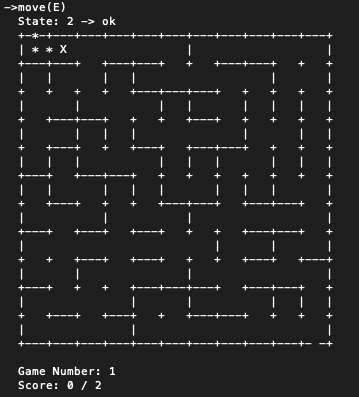 ->move(E)
State: 2 -> ok
* * X
Game Number: 1
Score: 0 / 2